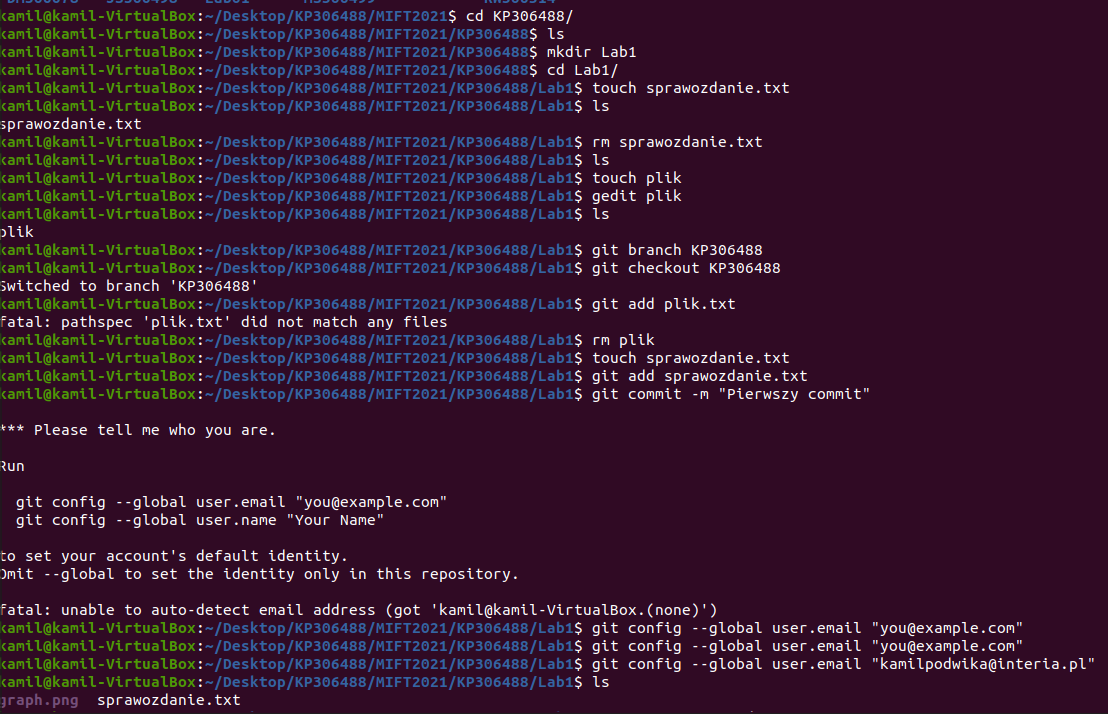 kamil@kamil-VirtualBox:~/Desktop/KP306488/MIFT2021$ cd KP306488/
kamil@kamil-VirtualBox:~/Desktop/KP306488/MIFT2021/KP306488$ ls
kamil@kamil-VirtualBox:~/Desktop/KP306488/MIFT2021/KP306488$ mkdir Lab1
kamil@kamil-VirtualBox:~/Desktop/KP306488/MIFT2021/KP306488$ cd Lab1/
kamil@kamil-VirtualBox:~/Desktop/KP306488/MIFT2021/KP306488/Lab1$ touch sprawozdanie.txt
kamil@kamil-VirtualBox:~/Desktop/KP306488/MIFT2021/KP306488/Lab1$ ls
sprawozdanie.txt
kamil@kamil-VirtualBox:~/Desktop/KP306488/MIFT2021/KP306488/Lab1$ rm sprawozdanie.txt
kamil@kamil-VirtualBox:~/Desktop/KP306488/MIFT2021/KP306488/Lab1$ ls
kamil@kamil-VirtualBox:~/Desktop/KP306488/MIFT2021/KP306488/Lab1$ touch plik
kamil@kamil-VirtualBox:~/Desktop/KP306488/MIFT2021/KP306488/Lab1$ gedit plik
kamil@kamil-VirtualBox:~/Desktop/KP306488/MIFT2021/KP306488/Lab1$ ls
plik
kamil@kamil-VirtualBox:~/Desktop/KP306488/MIFT2021/KP306488/Lab1$ git branch KP306488
kamil@kamil-VirtualBox:~/Desktop/KP306488/MIFT2021/KP306488/Lab1$ git checkout KP306488
Switched to branch 'KP306488'
kamil@kamil-VirtualBox:~/Desktop/KP306488/MIFT2021/KP306488/Lab1$ git add plik.txt
fatal: pathspec 'plik.txt' did not match any files
kamil@kamil-VirtualBox:~/Desktop/KP306488/MIFT2021/KP306488/Lab1$ rm plik
kamil@kamil-VirtualBox:~/Desktop/KP306488/MIFT2021/KP306488/Lab1$ touch sprawozdanie.txt
kamil@kamil-VirtualBox:~/Desktop/KP306488/MIFT2021/KP306488/Lab1$ git add sprawozdanie.txt
kamil@kamil-VirtualBox:~/Desktop/KP306488/MIFT2021/KP306488/Lab1$ git commit -m "Pierwszy commit"
*** Please tell me who you are.
Run
git config --global user.email "you@example.com"
git config --global user.name "Your Name"
to set your account's default identity.
Omit --global to set the identity only in this repository.
fatal: unable to auto-detect email address (got 'kamil@kamil-VirtualBox.(none)')
kamil@kamil-VirtualBox:~/Desktop/KP306488/MIFT2021/KP306488/Lab1$ git config --global user.email "you@example.com"
kamil@kamil-VirtualBox:~/Desktop/KP306488/MIFT2021/KP306488/Lab1$ git config --global user.email "you@example.com"
kamil@kamil-VirtualBox:~/Desktop/KP306488/MIFT2021/KP306488/Lab1$ git config --global user.email "kamilpodwika@interia.pl"
kamil@kamil-VirtualBox:~/Desktop/KP306488/MIFT2021/KP306488/Lab1$ ls
graph.png  sprawozdanie.txt